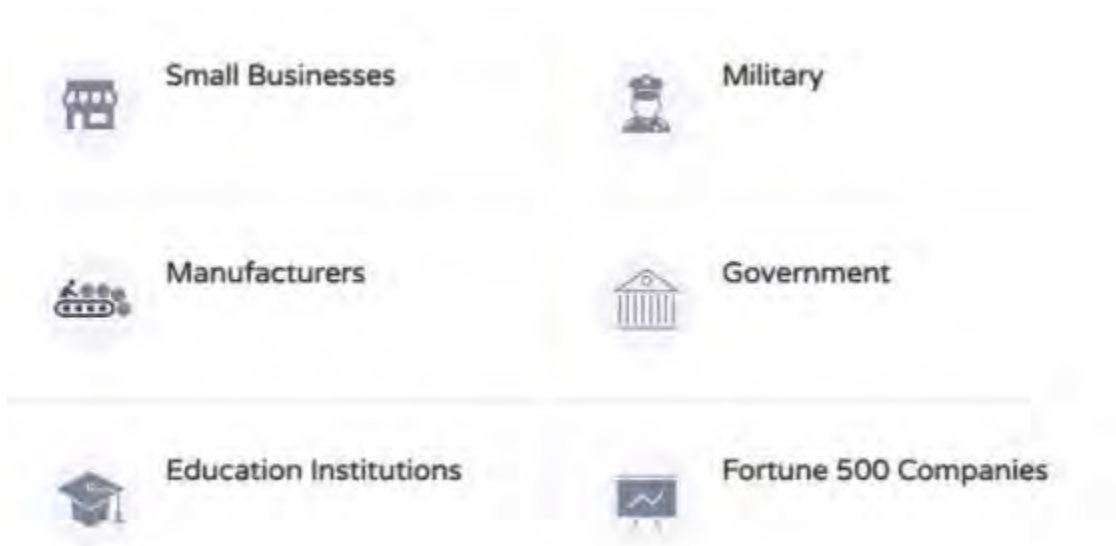 Small Businesses
Military
Manufacturers
Government
Education Institutions
Fortune 500 Companies